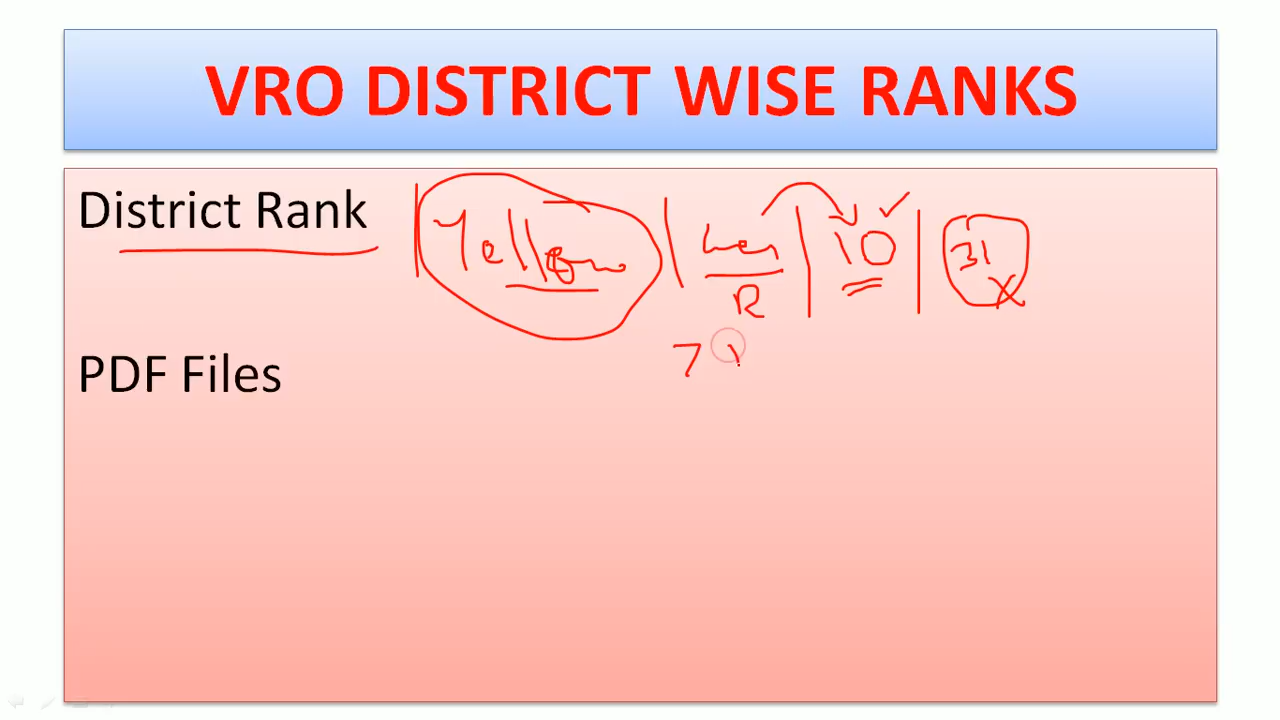 VRO DISTRICT WISE RANKS
District Rank | Yellow | | 10 | 31 X
R
7
PDF Files